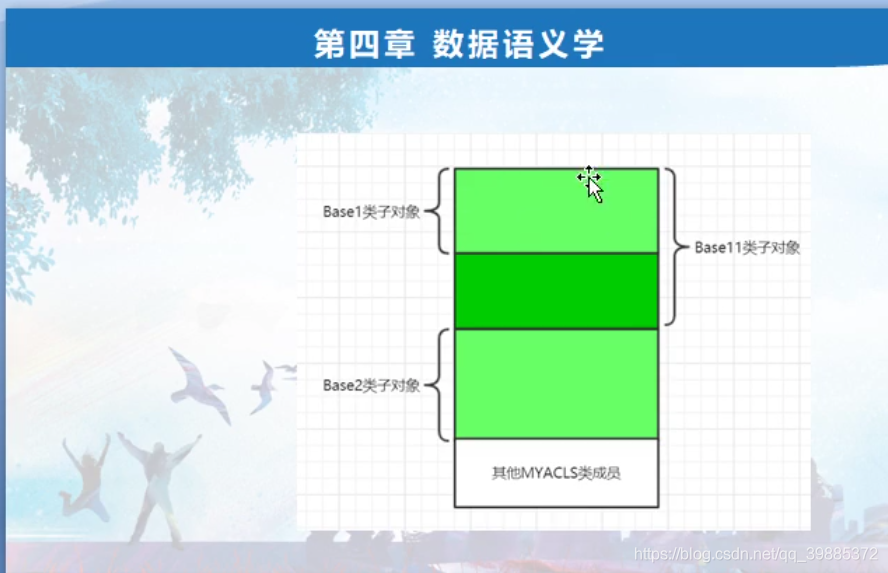 第四章 数据语义学
Base1类子对象
Base11类子对象
Base2类子对象
其他MYACLS类成员
https://blog.csdn.net/qq_39885372